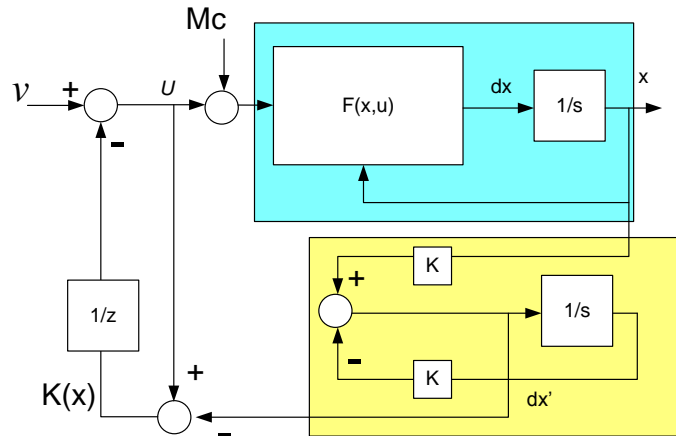 Mc
v
+
U
F(x,u)
dx
1/s
x
-
K
+
1/z
1/s
-
K
K(x)
+
dx'
-